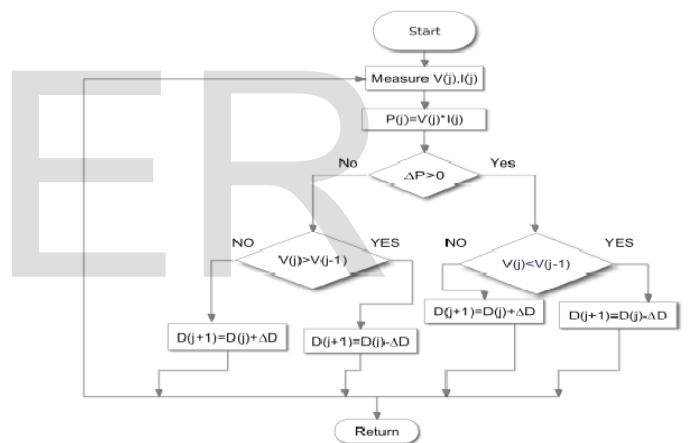 ER
Start
Measure V(j),I(j)
P(j)=V(j)*I(j)
No
Yes
ΔP>0
NO
YES
V(j)>V(j-1)
NO
YES
V(j)<V(j-1)
D(j+1)=D(j)+ΔD
D(j+1)=D(j)-ΔD
D(j+1)=D(j)+ΔD
D(j+1)=D(j)-ΔD
Return